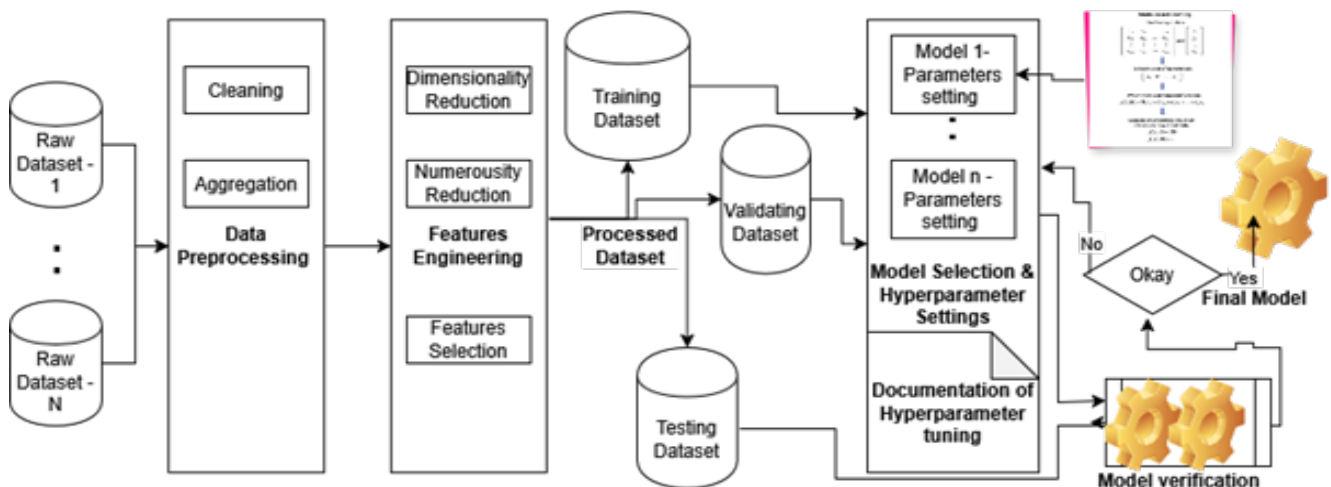 Raw
Dataset -
1
Raw
Dataset -
N
Cleaning
Aggregation
Data
Preprocessing
Dimensionality
Reduction
Numerousity
Reduction
Features
Engineering
Features
Selection
Training
Dataset
Processed
Dataset
Validating
Dataset
Testing
Dataset
Model 1-
Parameters
setting
Model n -
Parameters
setting
Model Selection &
Hyperparameter
Settings
Documentation of
Hyperparameter
tuning
No
Okay
Yes
Final Model
Model verification